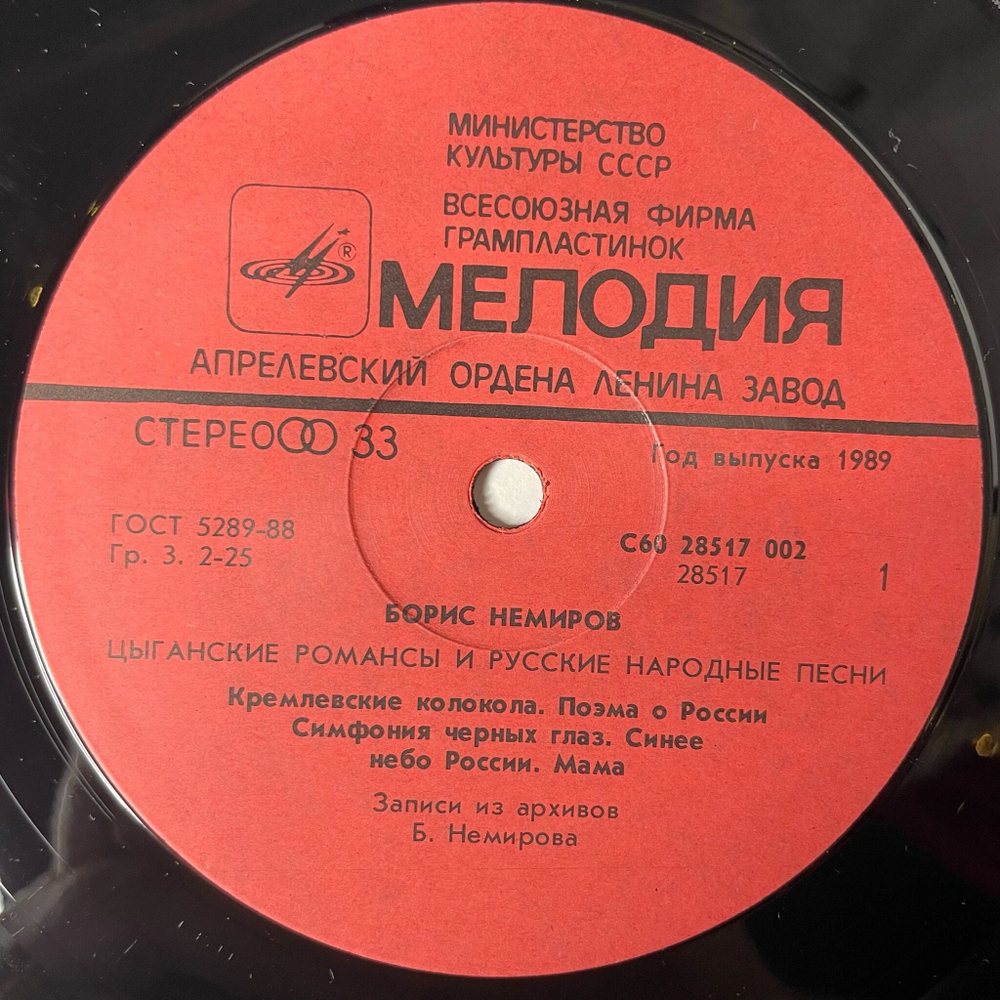 МИНИСТЕРСТВО
КУЛЬТУРЫ СССР
ВСЕСОЮЗНАЯ ФИРМА
ГРАМПЛАСТИНОК
®
МЕЛОДИЯ
АПРЕЛЕВСКИЙ ОРДЕНА ЛЕНИНА ЗАВОД
СТЕРЕО 33
Год выпуска 1989
ГОСТ 5289-88
Гр. 3. 2-25
С60 28517 002
28517
1
БОРИС НЕМИРОВ
ЦЫГАНСКИЕ РОМАНСЫ И РУССКИЕ НАРОДНЫЕ ПЕСНИ
Кремлевские колокола. Поэма о России
Симфония черных глаз. Синее
небо России. Мама
Записи из архивов
Б. Немирова